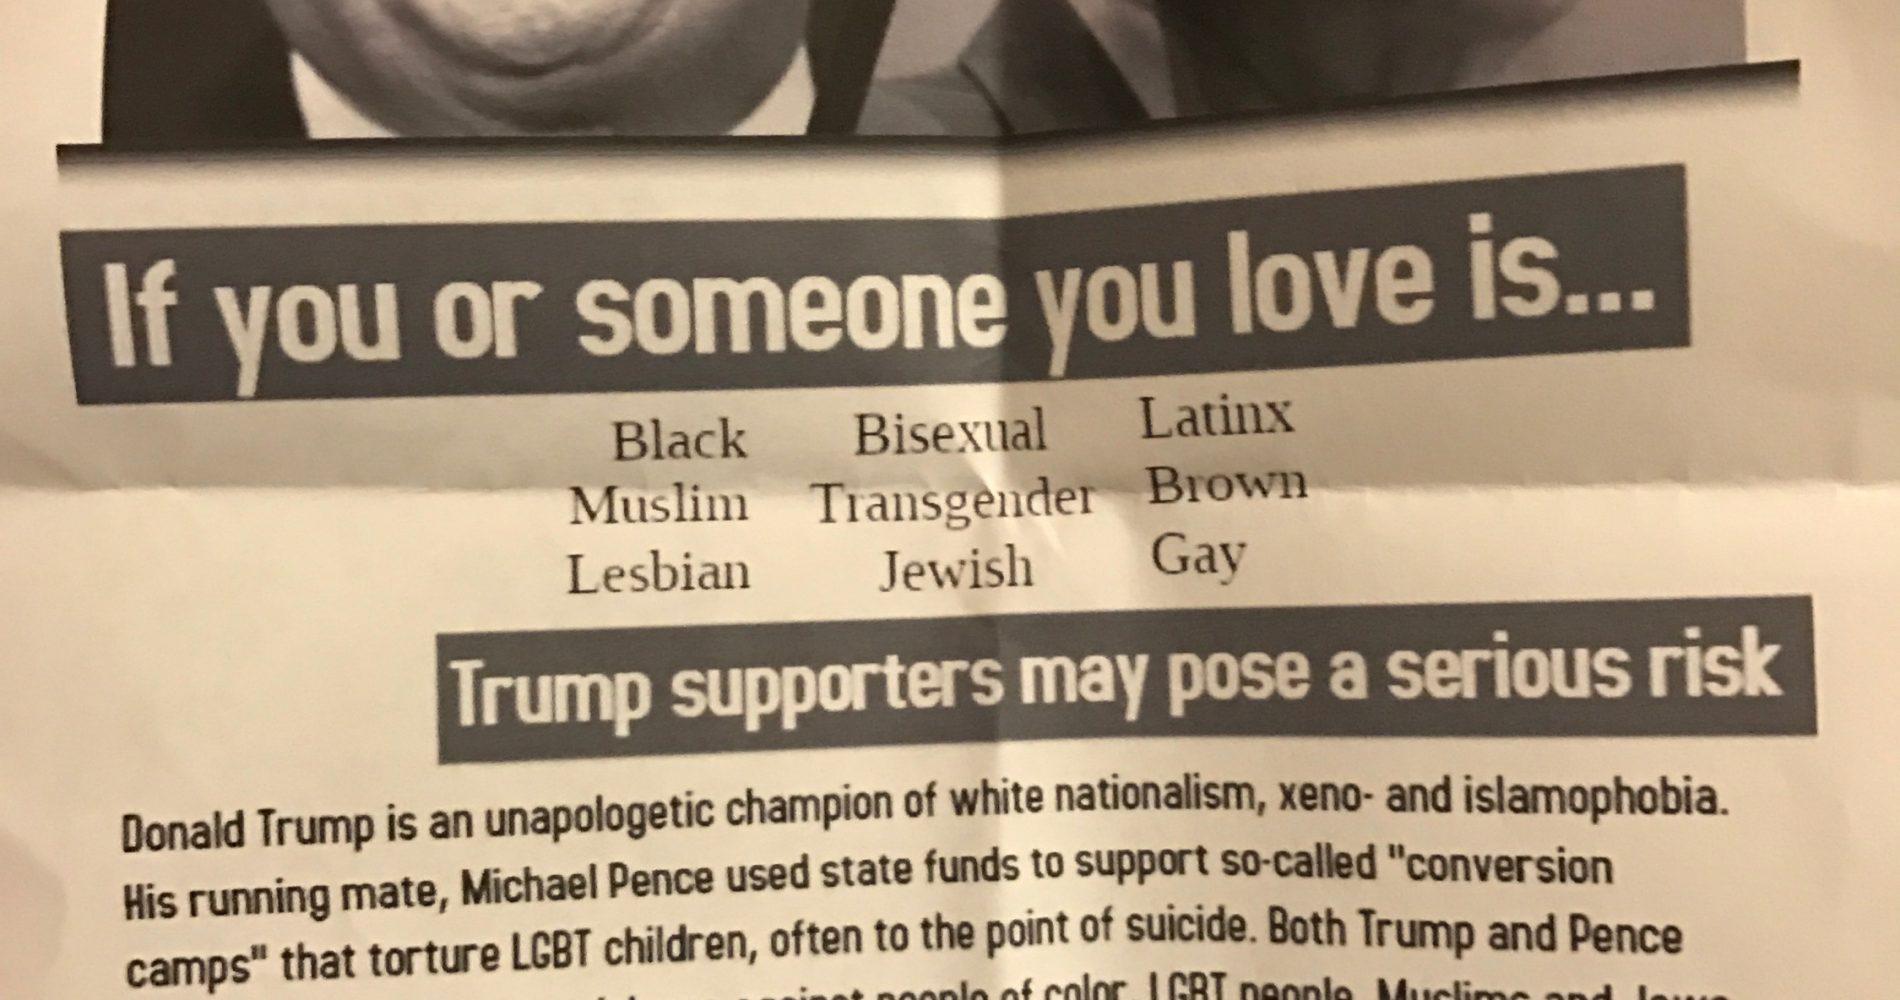 If you or someone you love is...
Black Bisexual Latinx
Muslim Transgender Brown
Lesbian Jewish Gay
Trump supporters may pose a serious risk
Donald Trump is an unapologetic champion of white nationalism, xeno- and islamophobia.
His running mate, Michael Pence used state funds to support so-called "conversion
camps" that torture LGBT children, often to the point of suicide. Both Trump and Pence
against people of color, LGBT people, Muslims and Jews